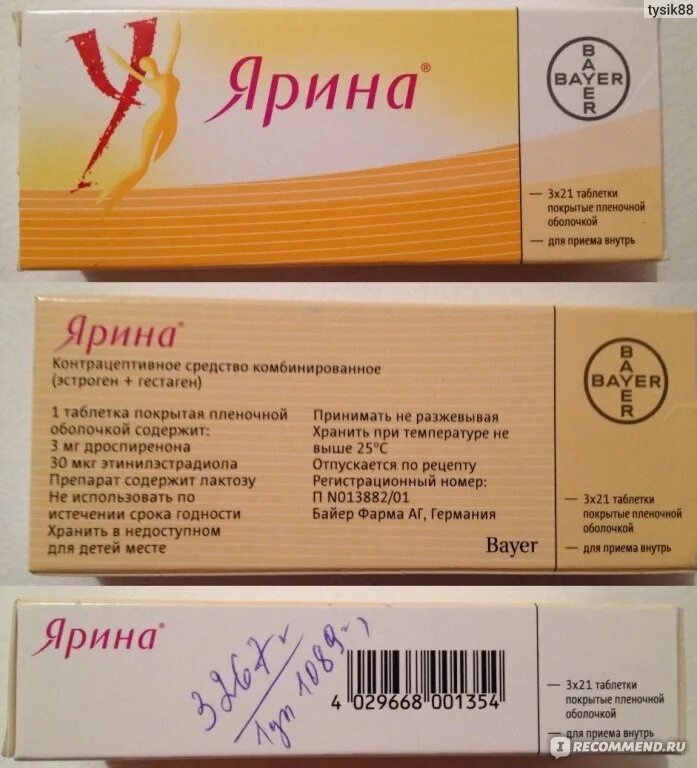 tysik88
Ярина®
BAYER
BAYER
3x21 таблетки
покрытые пленочной
оболочкой
для приема внутрь
Ярина®
Контрацептивное средство комбинированное
(эстроген + гестаген)
1 таблетка покрытая пленочной
оболочкой содержит:
3 мг дроспиренона
30 мкг этинилэстрадиола
Препарат содержит лактозу
Не использовать по
истечении срока годности
Хранить в недоступном
для детей месте
Принимать не разжевывая
Хранить при температуре не
выше 25°C
Отпускается по рецепту
Регистрационный номер:
П N013882/01
Байер Фарма АГ, Германия
Bayer
BAYER
BAYER
3x21 таблетки
покрытые пленочной
оболочкой
для приема внутрь
Ярина®
3267
1уп 1089
4 029668 001354
3x21 таблетки
покрытые пленочной
оболочкой
для приема внутрь
IRECOMMEND.RU